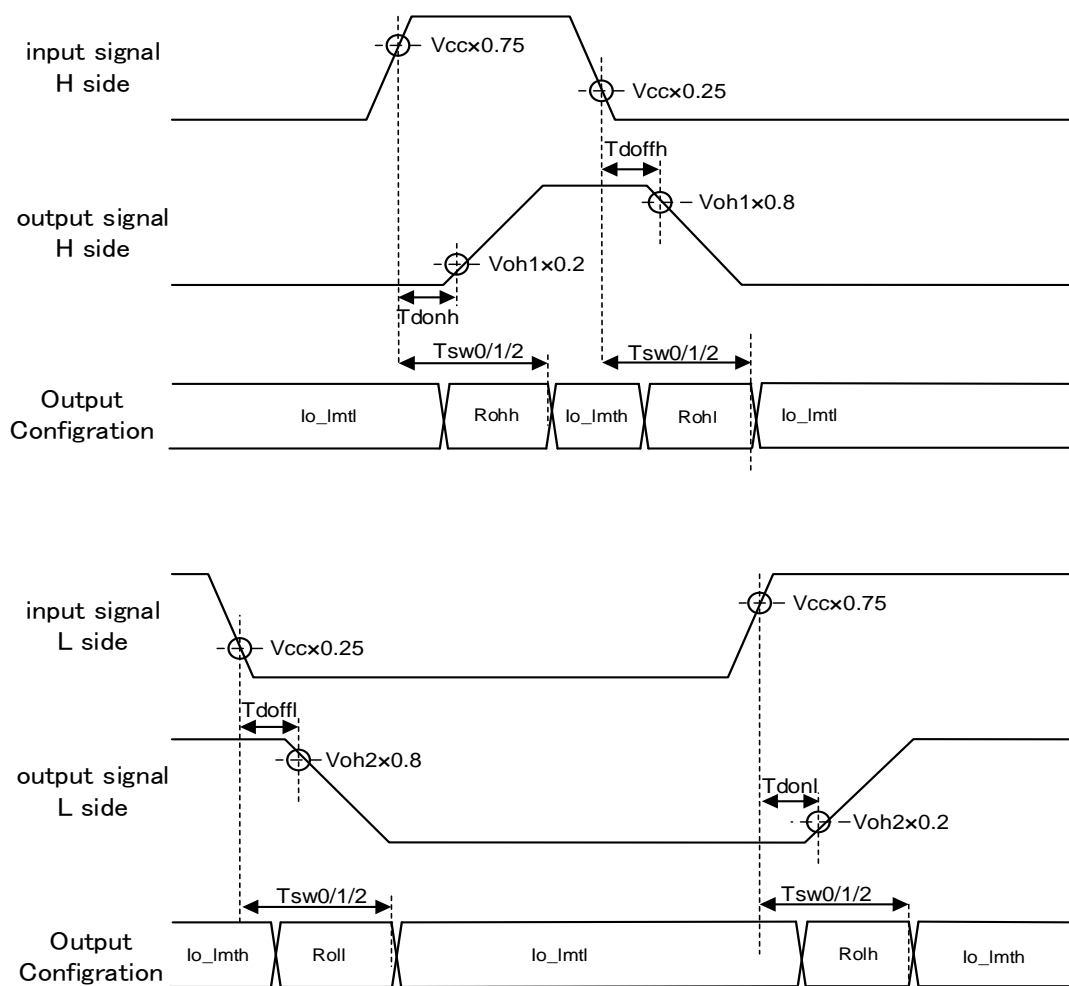 input signal
H side
Vcc×0.75
Vcc×0.25
Tdoffh
output signal
H side
Voh1×0.8
Voh1×0.2
Tdonh
Tsw0/1/2
Tsw0/1/2
Output
Configration
Io_lmtl
Rohh
Io_lmth
Rohl
Io_lmtl
input signal
L side
Vcc×0.25
Vcc×0.75
Tdoffl
output signal
L side
Voh2×0.8
Tdonl
Voh2×0.2
Tsw0/1/2
Tsw0/1/2
Output
Configration
Io_lmth
Roll
Io_lmtl
Rolh
Io_lmth